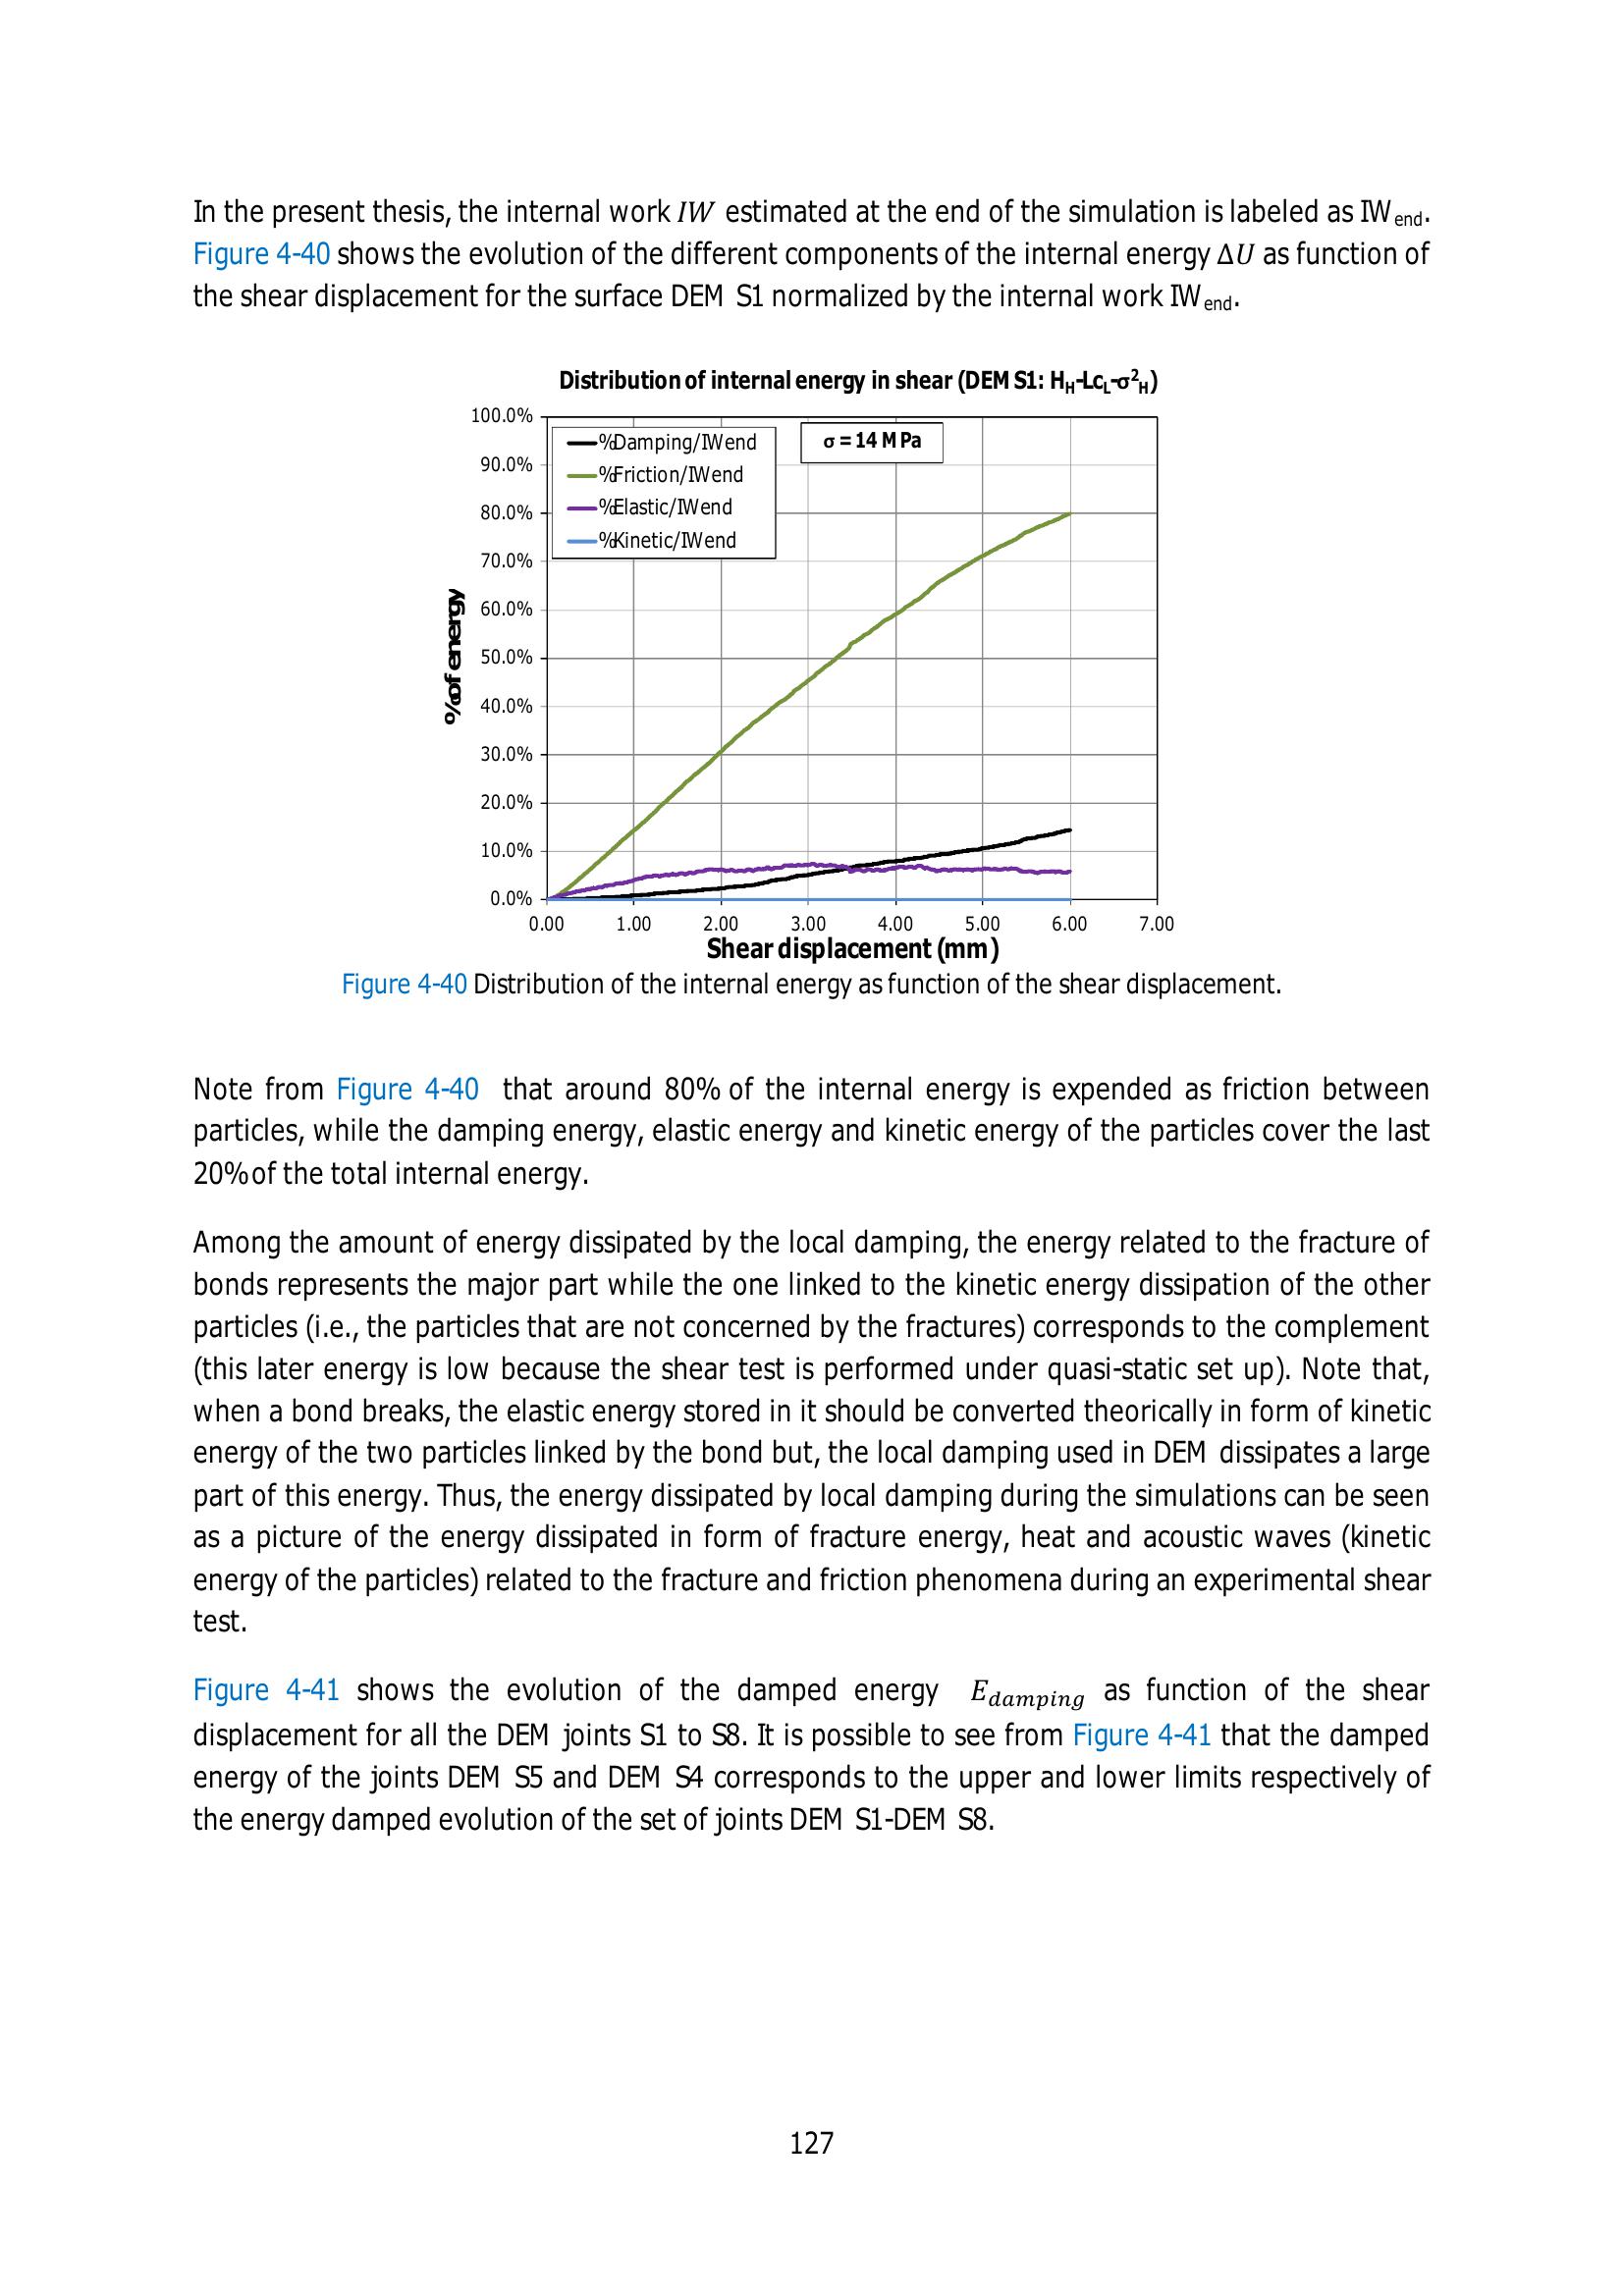 In the present thesis, the internal work IW estimated at the end of the simulation is labeled as IWend.
Figure 4-40 shows the evolution of the different components of the internal energy ΔU as function of
the shear displacement for the surface DEM S1 normalized by the internal work IWend.
Distribution of internal energy in shear (DEM S1: HH-LcL-σ²H)
100.0%
90.0%
80.0%
70.0%
60.0%
50.0%
40.0%
30.0%
20.0%
10.0%
0.0%
% of energy
%Damping/IWend
%Friction/IWend
%Elastic/IWend
%Kinetic/IWend
σ = 14 MPa
0.00 1.00 2.00 3.00 4.00 5.00 6.00 7.00
Shear displacement (mm)
Figure 4-40 Distribution of the internal energy as function of the shear displacement.
Note from Figure 4-40 that around 80% of the internal energy is expended as friction between
particles, while the damping energy, elastic energy and kinetic energy of the particles cover the last
20% of the total internal energy.
Among the amount of energy dissipated by the local damping, the energy related to the fracture of
bonds represents the major part while the one linked to the kinetic energy dissipation of the other
particles (i.e., the particles that are not concerned by the fractures) corresponds to the complement
(this later energy is low because the shear test is performed under quasi-static set up). Note that,
when a bond breaks, the elastic energy stored in it should be converted theorically in form of kinetic
energy of the two particles linked by the bond but, the local damping used in DEM dissipates a large
part of this energy. Thus, the energy dissipated by local damping during the simulations can be seen
as a picture of the energy dissipated in form of fracture energy, heat and acoustic waves (kinetic
energy of the particles) related to the fracture and friction phenomena during an experimental shear
test.
Figure 4-41 shows the evolution of the damped energy Edamping as function of the shear
displacement for all the DEM joints S1 to S8. It is possible to see from Figure 4-41 that the damped
energy of the joints DEM S5 and DEM S4 corresponds to the upper and lower limits respectively of
the energy damped evolution of the set of joints DEM S1-DEM S8.
127